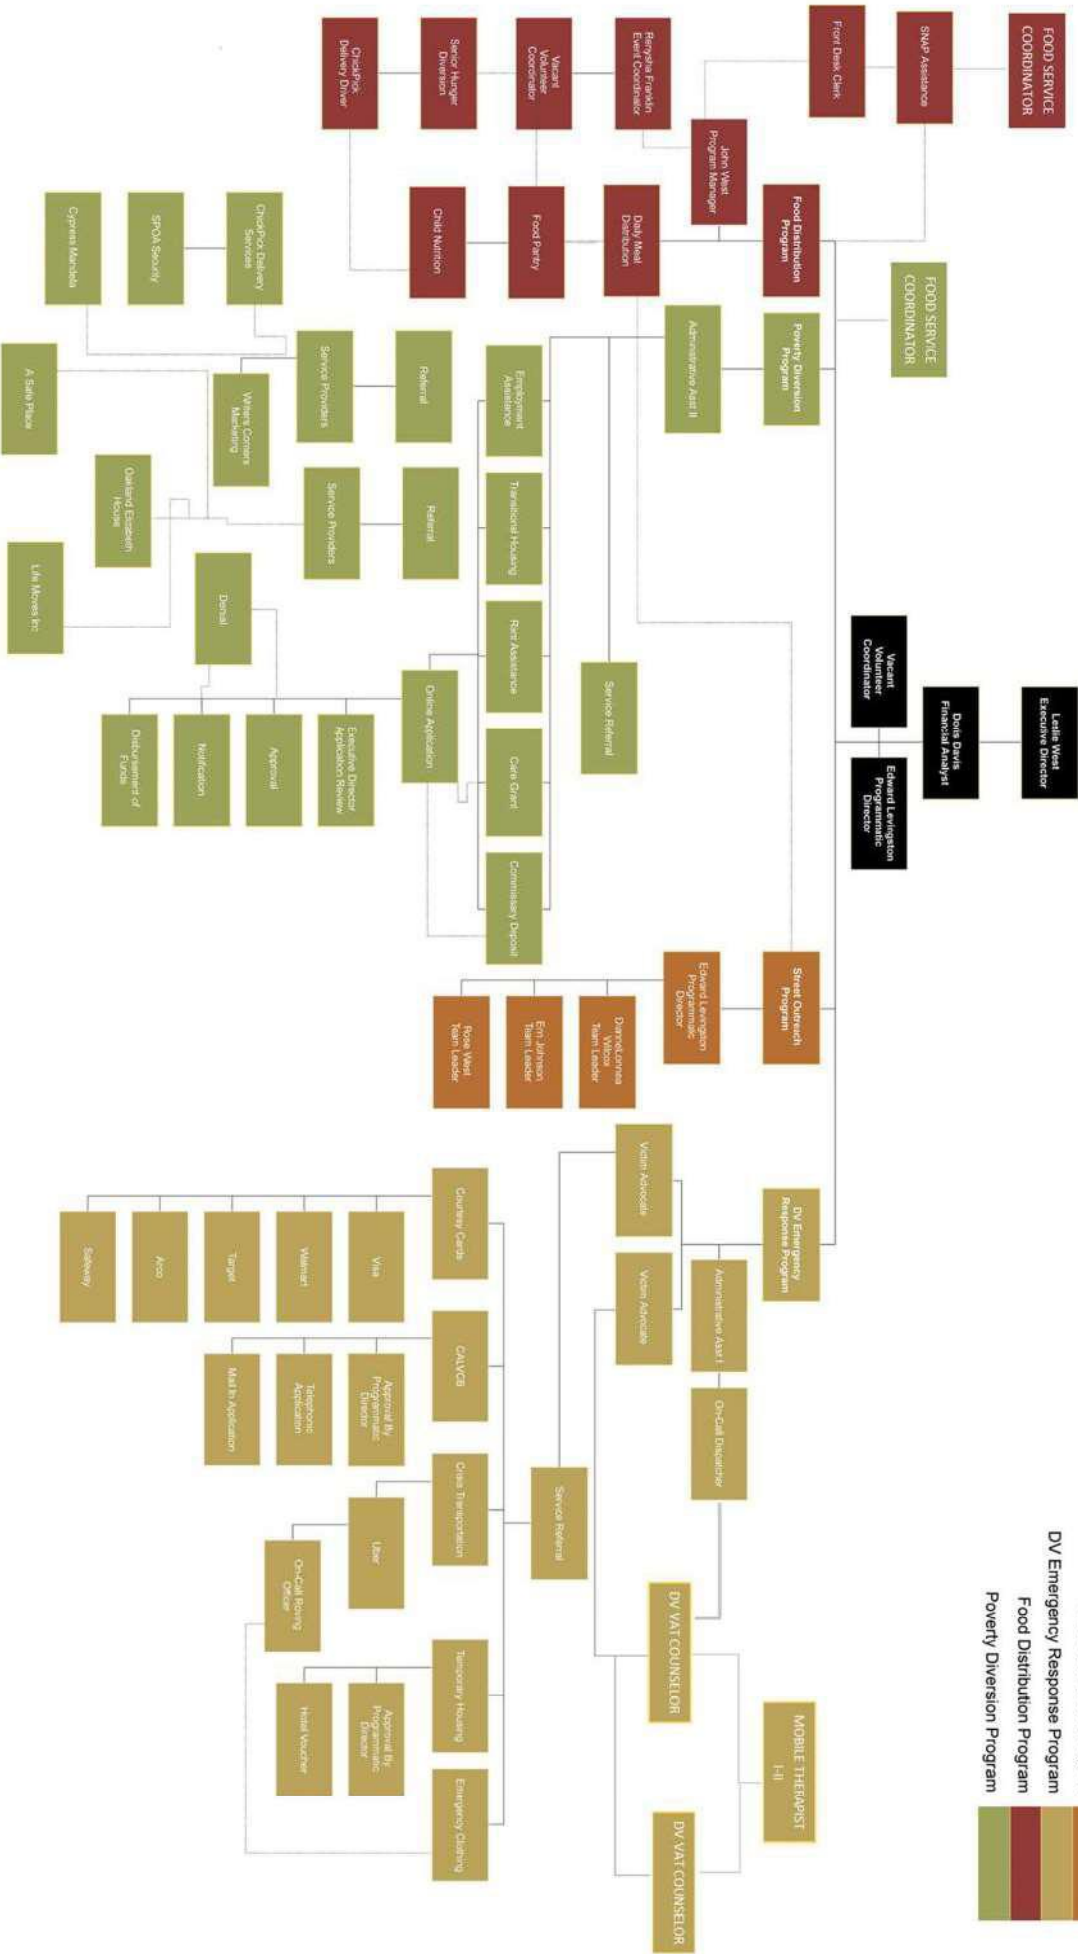 Leslie West
Executive Director
Doris Davis
Financial Analyst
Vacant
Volunteer
Coordinator
Edward Levingston
Programmatic
Director
DV Emergency Response Program
Food Distribution Program
Poverty Diversion Program
FOOD SERVICE
COORDINATOR
SNAP Assistance
Front Desk Clerk
FOOD SERVICE
COORDINATOR
Food Distribution
Program
John West
Program Manager
Renysha Franklin
Event Coordinator
Daily Meal
Distribution
Vacant
Volunteer
Coordinator
Food Pantry
Senior Hunger
Diversion
Child Nutrition
ChickPick
Delivery Driver
Poverty Diversion
Program
Administrative Asst II
Service Referral
Employment
Assistance
Transitional Housing
Rent Assistance
Care Grant
Commissary Deposit
Referral
Referral
Online Application
Service Providers
Service Providers
Executive Director
Application Review
Writers Corners
Marketing
Approval
ChickPick Delivery
Services
Denial
Notification
SPOA Security
Oakland Elizabeth
House
Disbursement of
Funds
Cypress Mandela
A Safe Place
Life Moves Inc
Street Outreach
Program
Edward Levingston
Programmatic
Director
Wilcox
Team Leader
Erin Johnson
Team Leader
Rose West
Team Leader
DV Emergency
Response Program
MOBILE THERAPIST
I-II
Administrative Asst I
On-Call Dispatcher
Victim Advocate
Victim Advocate
DV VAT COUNSELOR
DV VAT COUNSELOR
Service Referral
Courtesy Cards
CALVCB
Crisis Transportation
Temporary Housing
Emergency Clothing
Visa
Approval By
Programmatic
Director
Uber
Approval By
Programmatic
Director
Walmart
Telephonic
Application
On-Call Roving
Officer
Hotel Voucher
Target
Mail In Application
Arco
Safeway